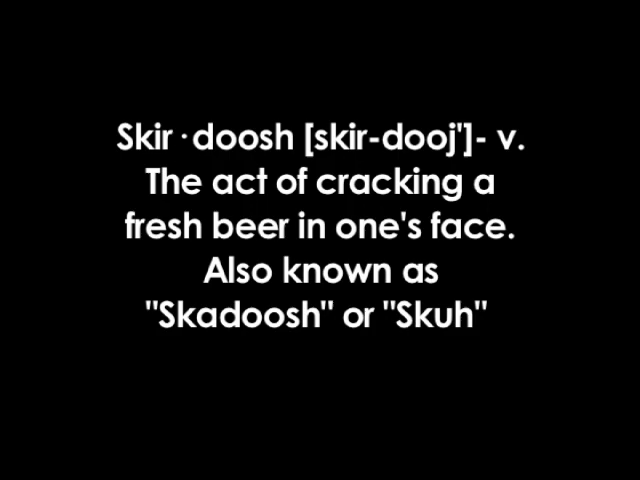 Skir·doosh [skir-dooj']- v.
The act of cracking a
fresh beer in one's face.
Also known as
"Skadoosh" or "Skuh"